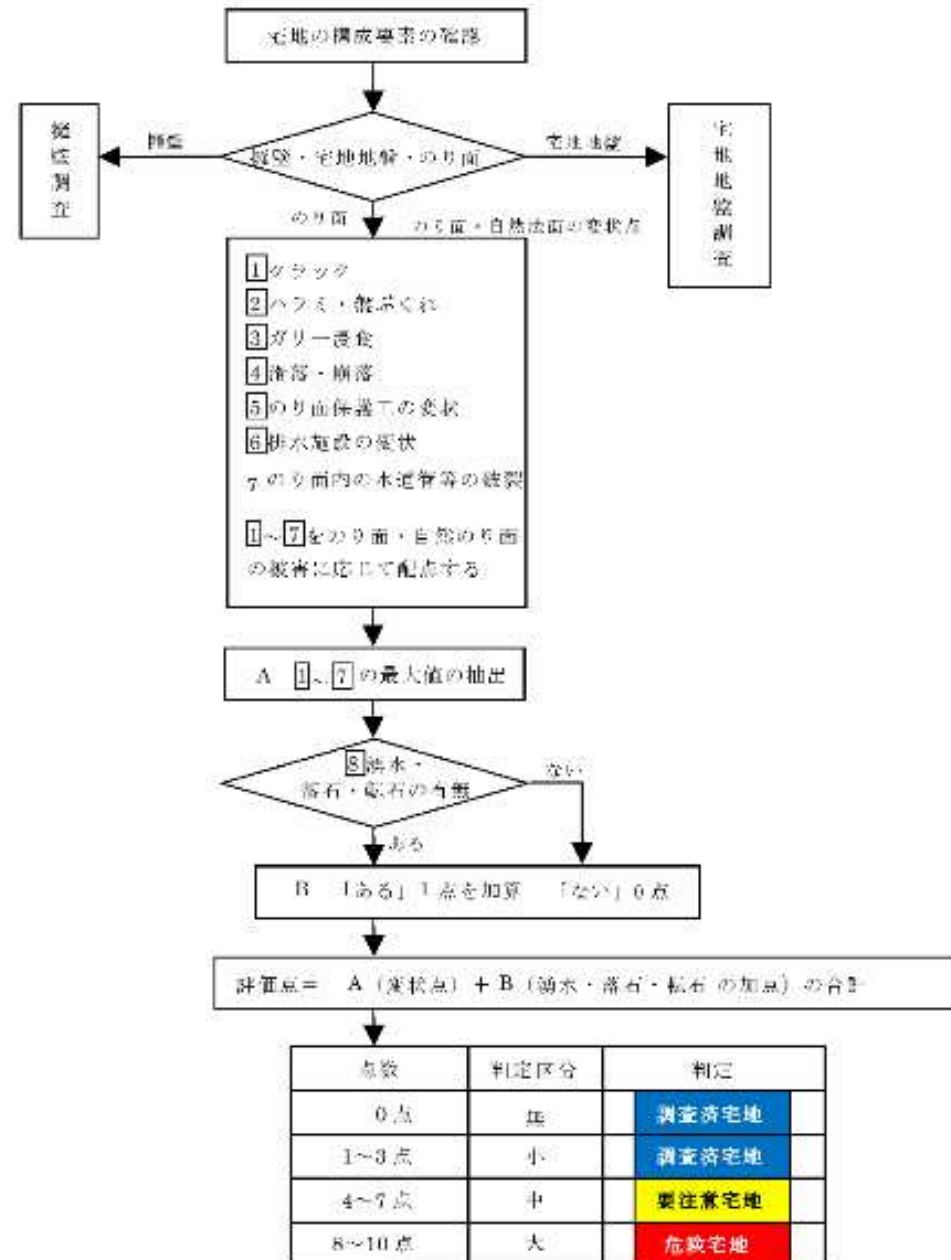 宅地の構成要素の確認
擁壁・宅地地盤・のり面
擁壁
擁壁調査
宅地地盤
宅地地盤調査
のり面
のり面・自然法面の変状点
1クラック
2ハラミ・盤ぶくれ
3ガリー浸食
4滑落・崩落
5のり面保護工の変状
6排水施設の変状
7 のり面内の水道管等の破裂
1～7をのり面・自然のり面
の被害に応じて配点する
A 1～7の最大値の抽出
8湧水・
落石・転石の有無
ない
ある
B 「ある」1点を加算 「ない」0点
評価点＝ A（変状点）＋B（湧水・落石・転石 の加点）の合計
点数 判定区分 判定
0点 無 調査済宅地
1～3点 小 調査済宅地
4～7点 中 要注意宅地
8～10点 大 危険宅地